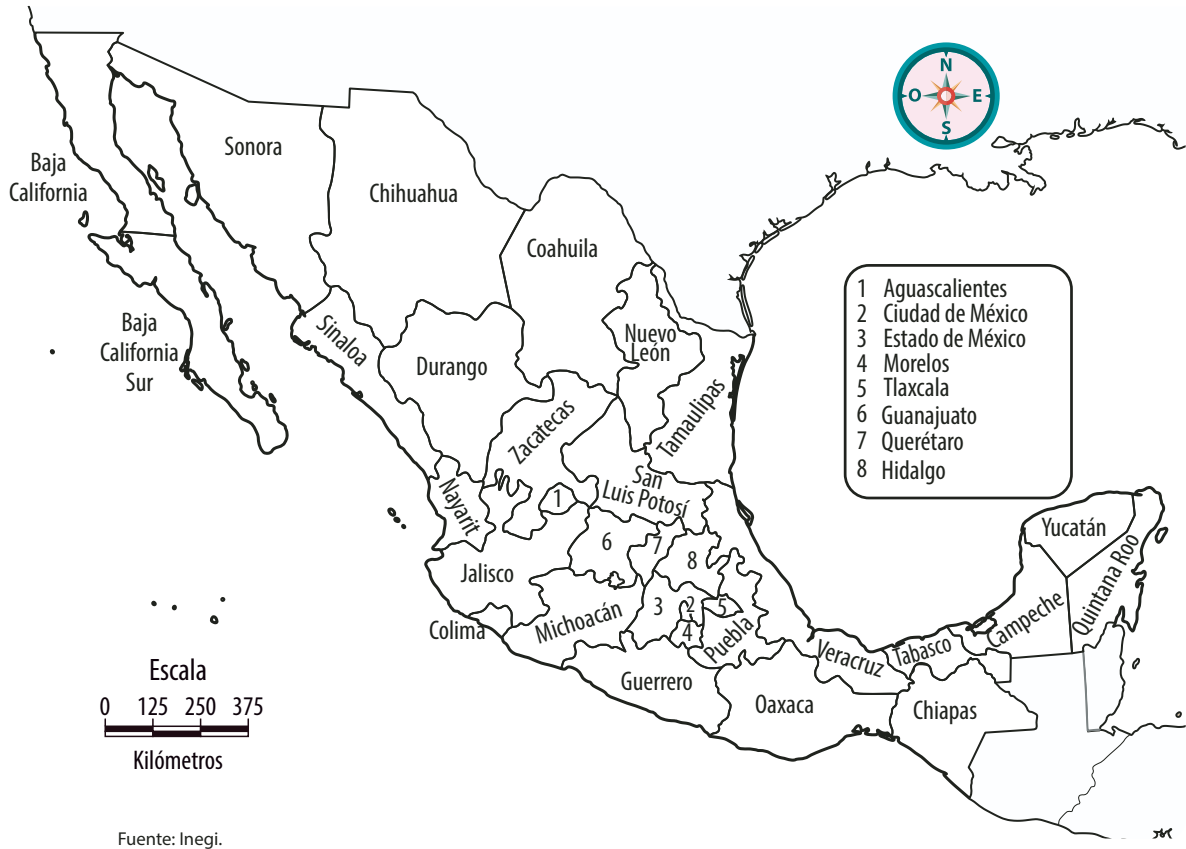 N
O
E
S
Baja
California
Sonora
Chihuahua
Coahuila
Baja
California
Sur
Sinaloa
Durango
Nuevo
León
Tamaulipas
Zacatecas
San
Luis Potosí
Nayarit
1
6
7
8
Jalisco
Colima
Michoacán
3
2
5
4
Puebla
Guerrero
Oaxaca
Veracruz
Tabasco
Chiapas
Campeche
Yucatán
Quintana Roo
1 Aguascalientes
2 Ciudad de México
3 Estado de México
4 Morelos
5 Tlaxcala
6 Guanajuato
7 Querétaro
8 Hidalgo
Escala
0 125 250 375
Kilómetros
Fuente: Inegi.